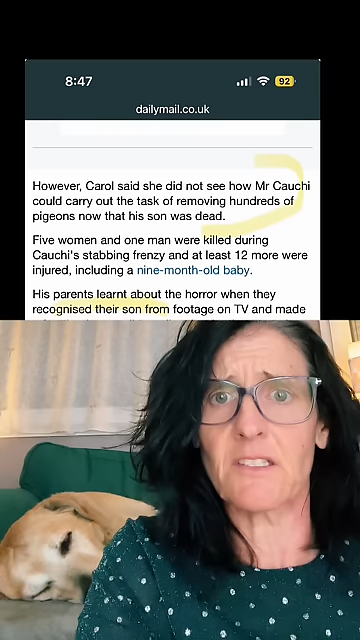 8:47
92
dailymail.co.uk
However, Carol said she did not see how Mr Cauchi
could carry out the task of removing hundreds of
pigeons now that his son was dead.
Five women and one man were killed during
Cauchi's stabbing frenzy and at least 12 more were
injured, including a nine-month-old baby.
His parents learnt about the horror when they
recognised their son from footage on TV and made